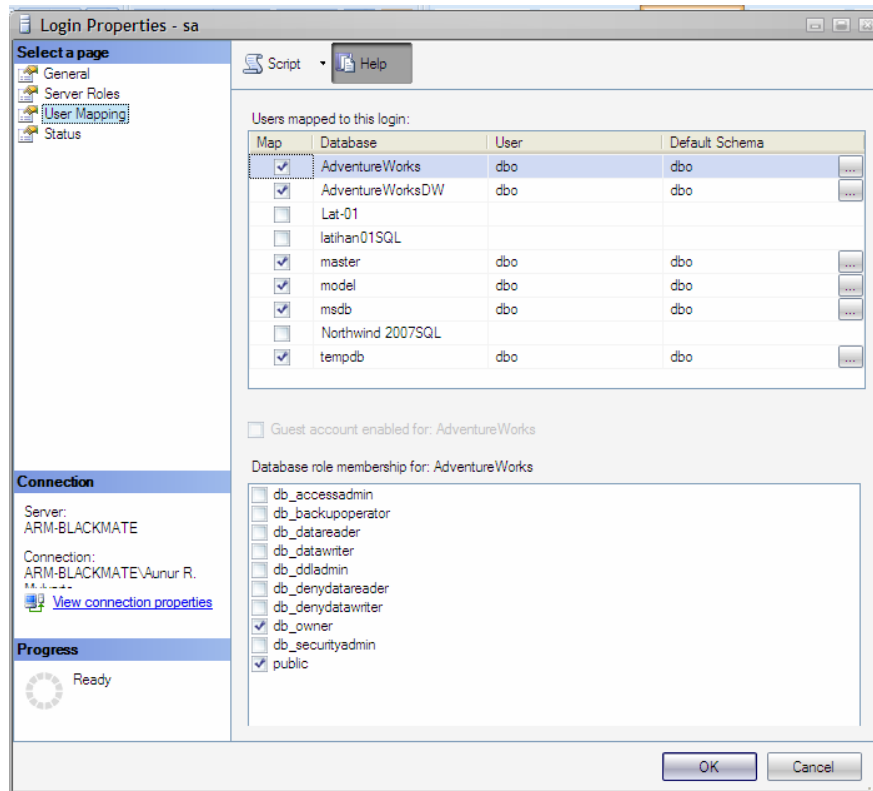 Login Properties - sa
Select a page
General
Server Roles
User Mapping
Status
Script Help
Users mapped to this login:
Map Database User Default Schema
AdventureWorks dbo dbo ...
AdventureWorksDW dbo dbo ...
Lat-01
latihan01SQL
master dbo dbo ...
model dbo dbo ...
msdb dbo dbo ...
Northwind 2007SQL
tempdb dbo dbo ...
Guest account enabled for: AdventureWorks
Database role membership for: AdventureWorks
db_accessadmin
db_backupoperator
db_datareader
db_datawriter
db_ddladmin
db_denydatareader
db_denydatawriter
db_owner
db_securityadmin
public
Connection
Server:
ARM-BLACKMATE
Connection:
ARM-BLACKMATE\Aunur R.
View connection properties
Progress
Ready
OK Cancel